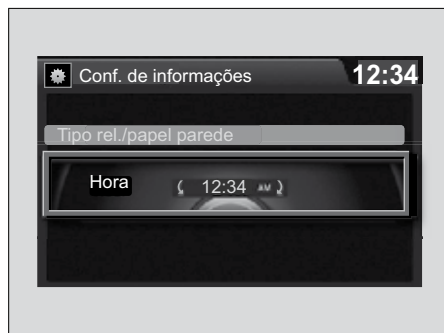 Conf. de informações
12:34
Tipo rel./papel parede
Hora
12:34 AM